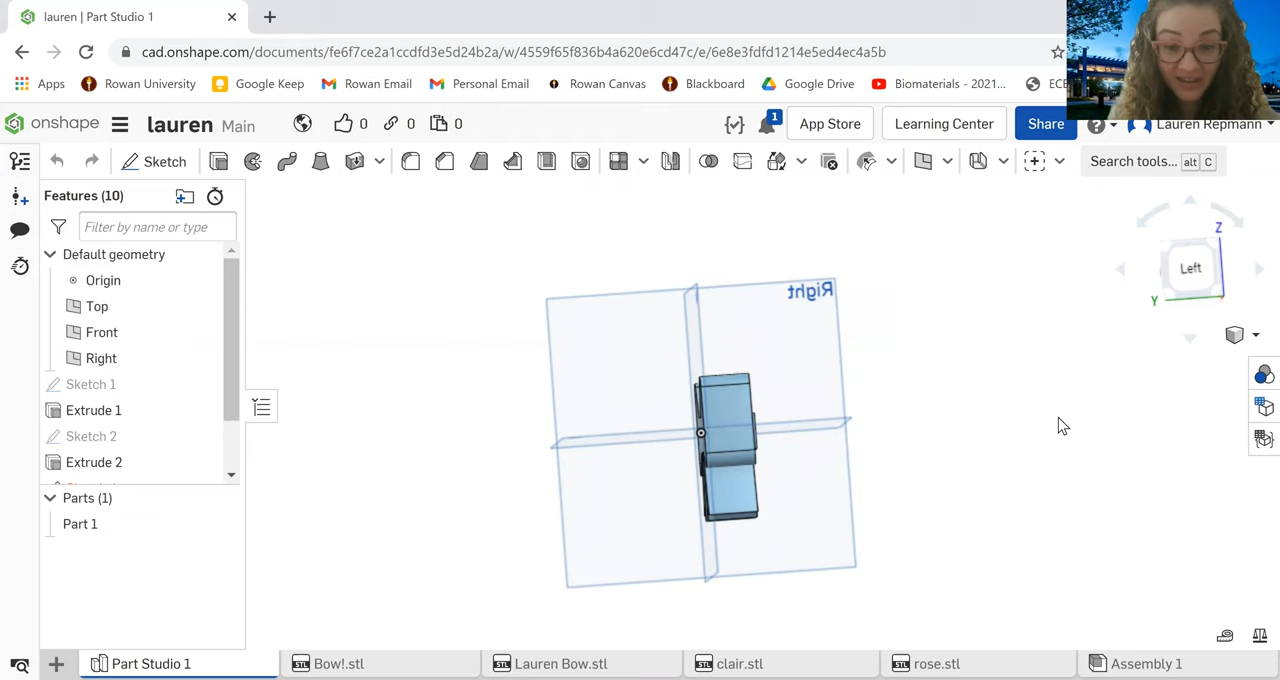 lauren | Part Studio 1
cad.onshape.com/documents/fe6f7ce2a1ccdfd3e5d24b2a/w/4559f65f836b4a620e6cd47c/e/6e8e3fdfd1214e5ed4ec4a5b
Apps Rowan University Google Keep Rowan Email Personal Email Rowan Canvas Blackboard Google Drive Biomaterials - 2021...
onshape lauren Main 0 0 0 1 App Store Learning Center Share Lauren Repmann
Sketch Search tools... alt C
Features (10)
Filter by name or type
Default geometry
Origin
Top
Front
Right
Sketch 1
Extrude 1
Sketch 2
Extrude 2
Parts (1)
Part 1
Right
Z
Left
Y
Part Studio 1 Bow!.stl Lauren Bow.stl clair.stl rose.stl Assembly 1